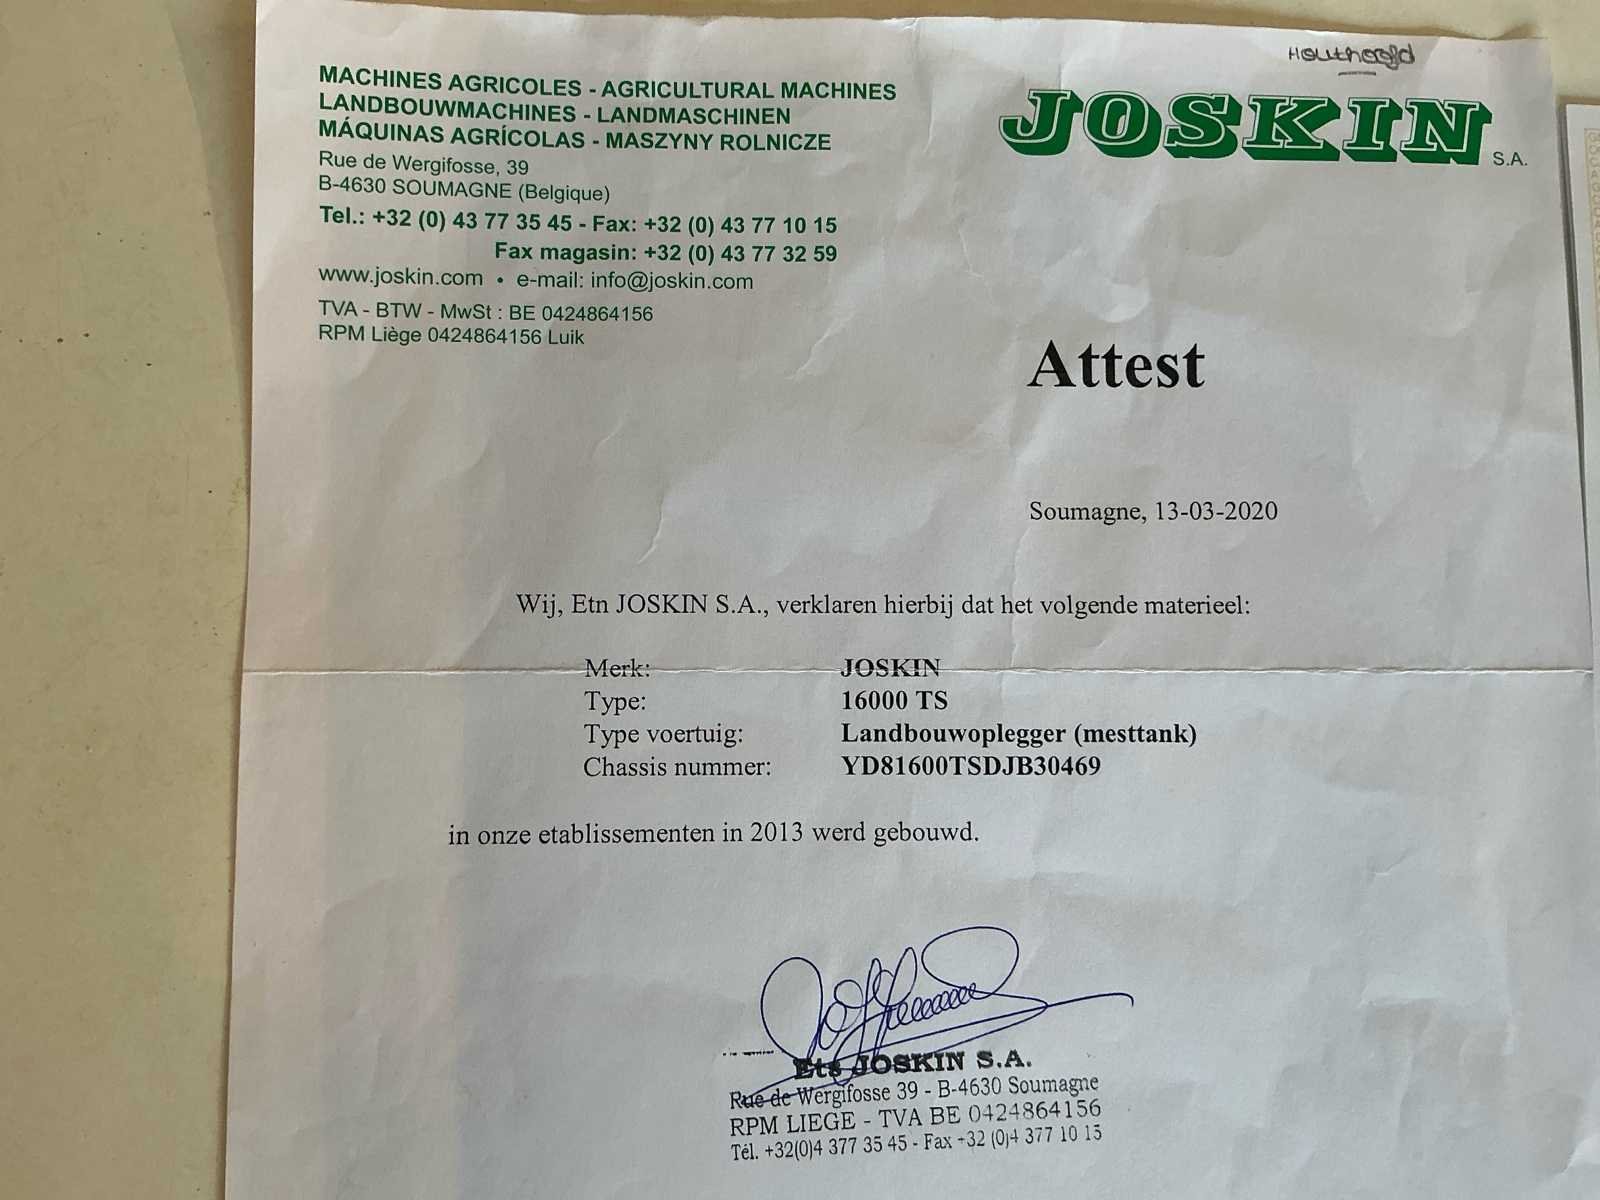 Houthoofd
MACHINES AGRICOLES - AGRICULTURAL MACHINES
LANDBOUWMACHINES - LANDMASCHINEN
MÁQUINAS AGRÍCOLAS - MASZYNY ROLNICZE
Rue de Wergifosse, 39
B-4630 SOUMAGNE (Belgique)
Tel.: +32 (0) 43 77 35 45 - Fax: +32 (0) 43 77 10 15
Fax magasin: +32 (0) 43 77 32 59
www.joskin.com • e-mail: info@joskin.com
TVA - BTW - MwSt : BE 0424864156
RPM Liège 0424864156 Luik
JOSKIN S.A.
Attest
Soumagne, 13-03-2020
Wij, Etn JOSKIN S.A., verklaren hierbij dat het volgende materieel:
Merk: JOSKIN
Type: 16000 TS
Type voertuig: Landbouwoplegger (mesttank)
Chassis nummer: YD81600TSDJB30469
in onze etablissementen in 2013 werd gebouwd.
Ets JOSKIN S.A.
Rue de Wergifosse 39 - B-4630 Soumagne
RPM LIEGE - TVA BE 0424864156
Tél. +32(0)4 377 35 45 - Fax +32 (0)4 377 10 15